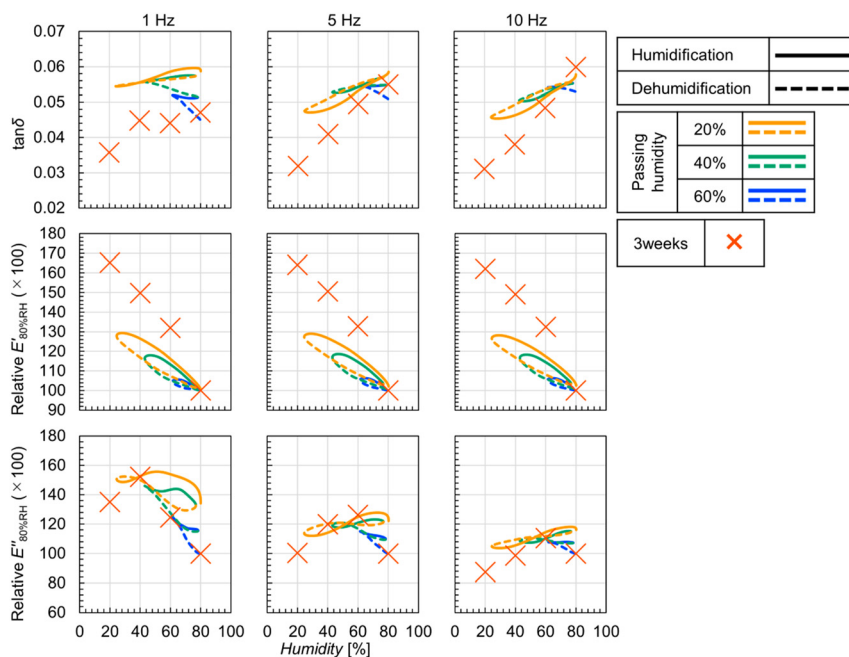 1 Hz 5 Hz 10 Hz
0.07
0.06
0.05
0.04
0.03
0.02
tanδ
180
170
160
150
140
130
120
110
100
90
Relative E′80%RH (×100)
180
160
140
120
100
80
60
Relative E″80%RH (×100)
0 20 40 60 80 100 0 20 40 60 80 100 0 20 40 60 80 100
Humidity [%]
Humidification
Dehumidification
Passing humidity
20%
40%
60%
3weeks